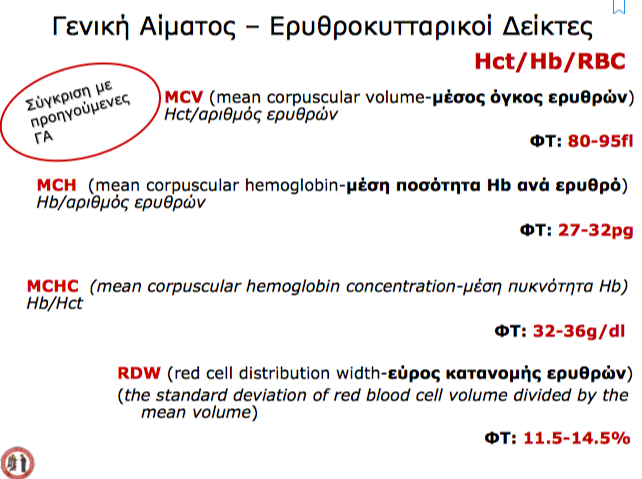 Γενική Αίματος – Ερυθροκυτταρικοί Δείκτες
Hct/Hb/RBC
Σύγκριση με
προηγούμενες
ΓΑ
MCV (mean corpuscular volume-μέσος όγκος ερυθρών)
Hct/αριθμός ερυθρών
ΦΤ: 80-95fl
MCH (mean corpuscular hemoglobin-μέση ποσότητα Hb ανά ερυθρό)
Hb/αριθμός ερυθρών
ΦΤ: 27-32pg
MCHC (mean corpuscular hemoglobin concentration-μέση πυκνότητα Hb)
Hb/Hct
ΦΤ: 32-36g/dl
RDW (red cell distribution width-εύρος κατανομής ερυθρών)
(the standard deviation of red blood cell volume divided by the
mean volume)
ΦΤ: 11.5-14.5%